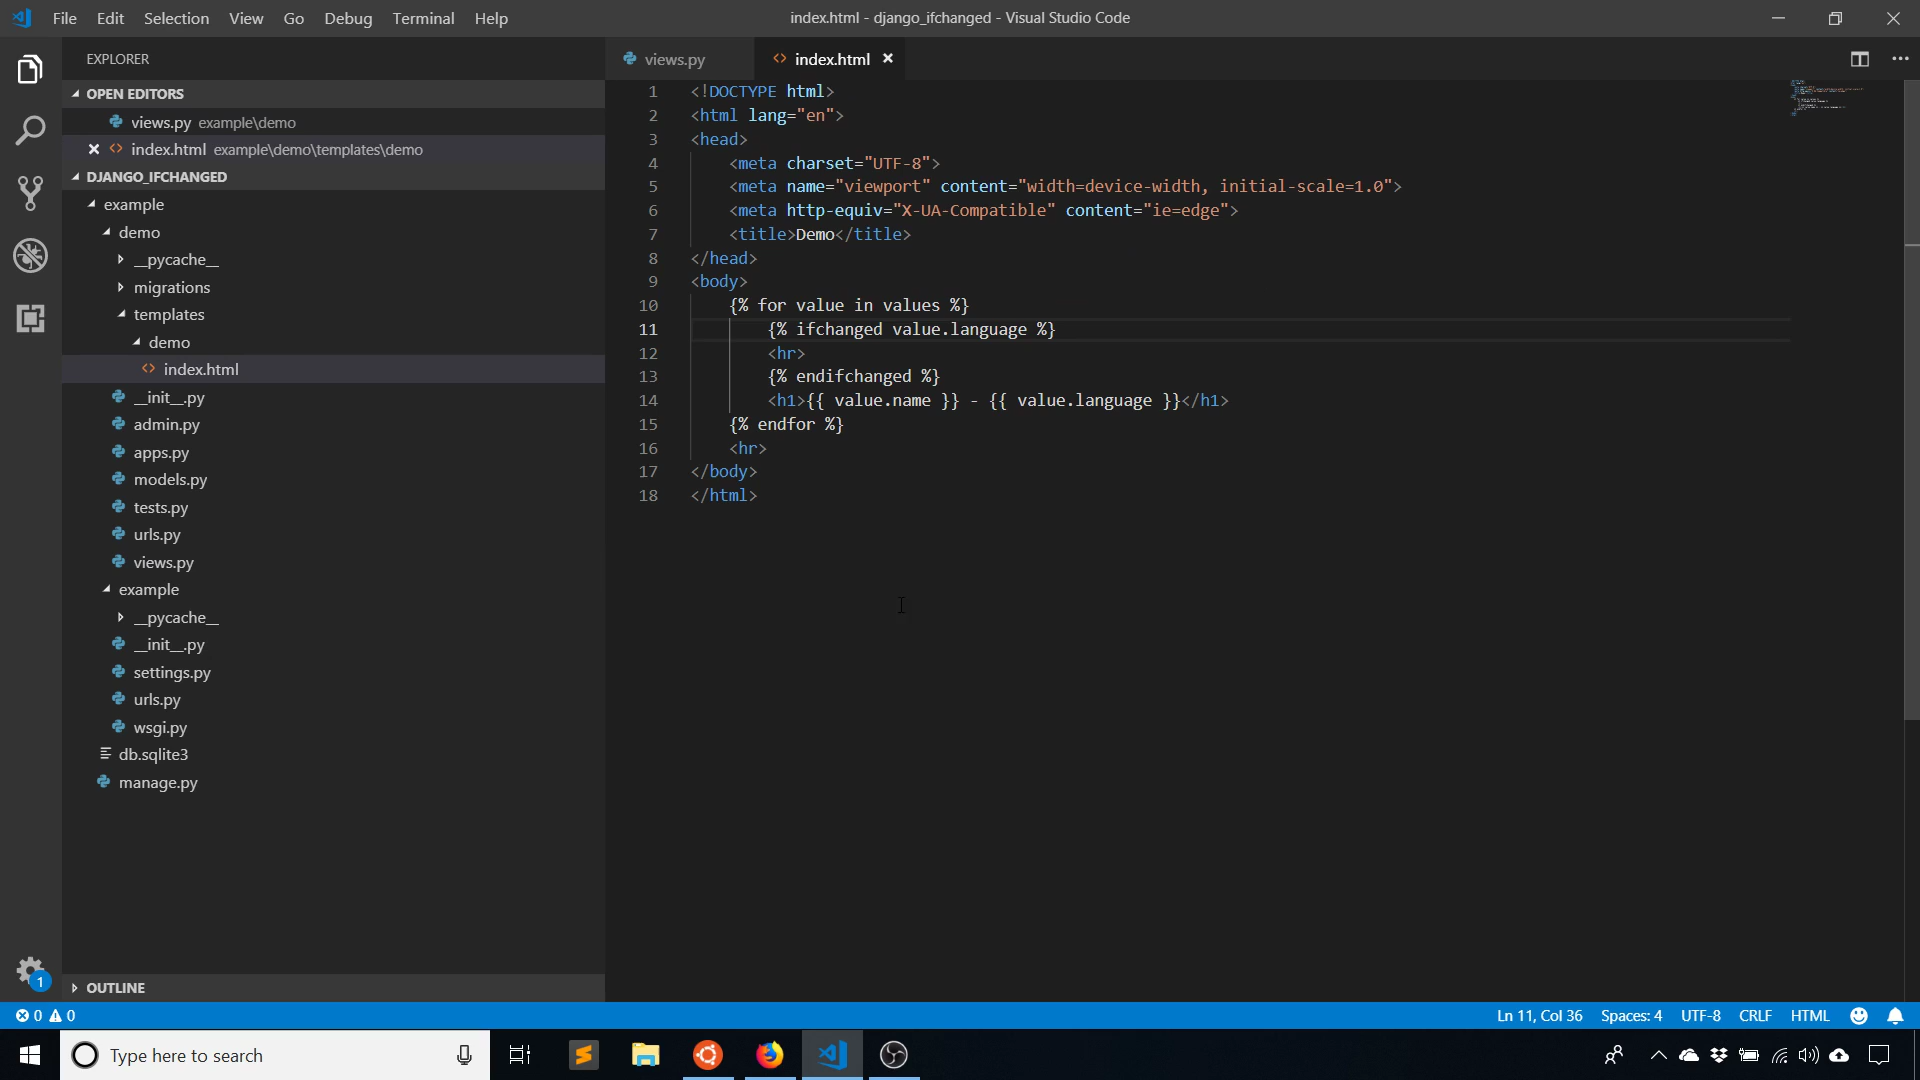 File Edit Selection View Go Debug Terminal Help
index.html - django_ifchanged - Visual Studio Code
EXPLORER
OPEN EDITORS
views.py example\demo
index.html example\demo\templates\demo
DJANGO_IFCHANGED
example
demo
__pycache__
migrations
templates
demo
index.html
__init__.py
admin.py
apps.py
models.py
tests.py
urls.py
views.py
example
__pycache__
__init__.py
settings.py
urls.py
wsgi.py
db.sqlite3
manage.py
OUTLINE
1
views.py
index.html
1 <!DOCTYPE html>
2 <html lang="en">
3 <head>
4 <meta charset="UTF-8">
5 <meta name="viewport" content="width=device-width, initial-scale=1.0">
6 <meta http-equiv="X-UA-Compatible" content="ie=edge">
7 <title>Demo</title>
8 </head>
9 <body>
10 {% for value in values %}
11 {% ifchanged value.language %}
12 <hr>
13 {% endifchanged %}
14 <h1>{{ value.name }} - {{ value.language }}</h1>
15 {% endfor %}
16 <hr>
17 </body>
18 </html>
0 0
Ln 11, Col 36 Spaces: 4 UTF-8 CRLF HTML
Type here to search